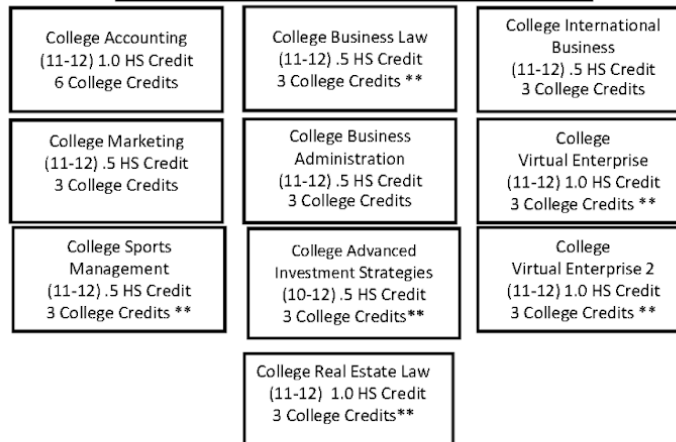 College Accounting
(11-12) 1.0 HS Credit
6 College Credits
College Business Law
(11-12) .5 HS Credit
3 College Credits **
College International
Business
(11-12) .5 HS Credit
3 College Credits
College Marketing
(11-12) .5 HS Credit
3 College Credits
College Business
Administration
(11-12) .5 HS Credit
3 College Credits
College
Virtual Enterprise
(11-12) 1.0 HS Credit
3 College Credits **
College Sports
Management
(11-12) .5 HS Credit
3 College Credits **
College Advanced
Investment Strategies
(10-12) .5 HS Credit
3 College Credits**
College
Virtual Enterprise 2
(11-12) 1.0 HS Credit
3 College Credits **
College Real Estate Law
(11-12) 1.0 HS Credit
3 College Credits**